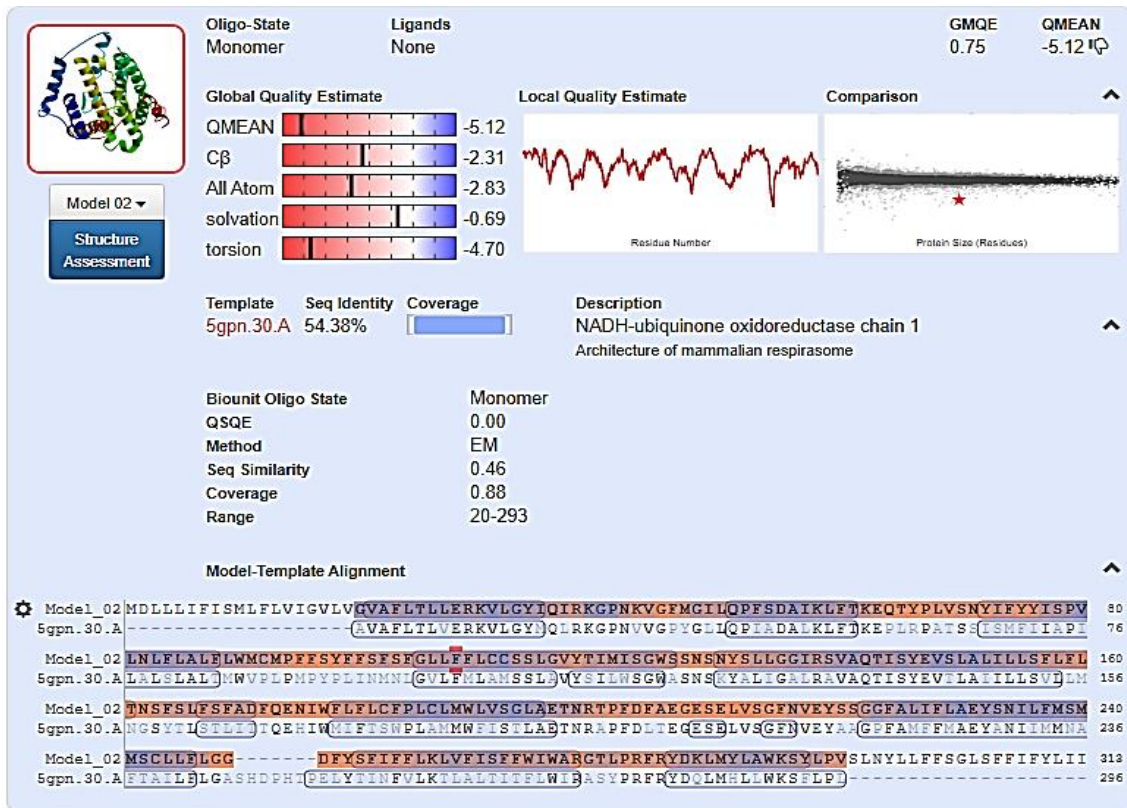 Oligo-State Ligands GMQE QMEAN
Monomer None 0.75 -5.12
Global Quality Estimate Local Quality Estimate Comparison
QMEAN -5.12
Cβ -2.31
All Atom -2.83
solvation -0.69
torsion -4.70
Residue Number
Protein Size (Residues)
Model 02
Structure
Assessment
Template Seq Identity Coverage Description
5gpn.30.A 54.38% NADH-ubiquinone oxidoreductase chain 1
Architecture of mammalian respirasome
Biounit Oligo State Monomer
QSQE 0.00
Method EM
Seq Similarity 0.46
Coverage 0.88
Range 20-293
Model-Template Alignment
Model_02 MDLLLIFISMLFLVIGVLVGVAFLTLLERKVLGYIQIRKGPNKVGFMGILQPFSDAIKLFTKEQTYPLVSNYIFYYISPV 80
5gpn.30.A -------------------AVAFLTLVERKVLGYMQLRKGPNVVGPYGLLQPIADALKLFTKEPLRPATSSISMFIIAPI 76
Model_02 LNLFLALFLWMCMPFFSYFFSFSFGLLFFLCCSSLGVYTIMISGWSSNSNYSLLGGIRSVAQTISYEVSLALILLSFLFL 160
5gpn.30.A LALSLALTMWVPLPMPYPLINMNLGVLFMLAMSSLAVYSILWSGWASNSKYALIGALRAVAQTISYEVTLAIILLSVLLM 156
Model_02 TNSFSLFSFADFQENIWFLFLCFPLCLMWLVSGLAETNRTPFDFAEGESELVSGFNVEYSSGGFALIFLAEYSNILFMSM 240
5gpn.30.A NGSYTLSTLITTQEHIWMIFTSWPLAMMWFISTLAETNRAPFDLTEGESELVSGFNVEYAAGPFAMFFMAEYANIIMMNA 236
Model_02 MSCLLFLGG--------DFYSFIFFLKLVFISFFWIWARGTLPRFRYDKLMYLAWKSYLPVSLNYLLFFSGLSFFIFYLII 313
5gpn.30.A FTAILFLGASHDPHTPELYTINFVLKTLALTITFLWIRASYPRFRYDQLMHLLWKSFLPI-------------------- 296